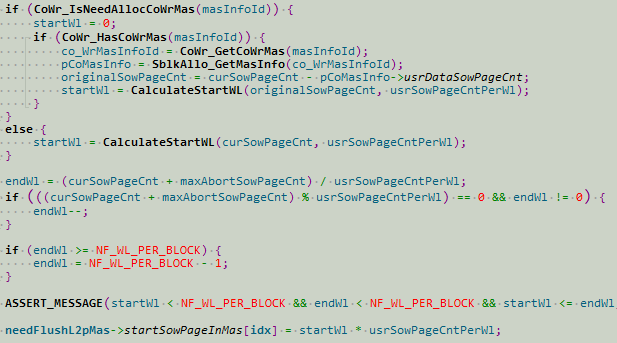 if (CoWr_IsNeedAllocCoWrMas(masInfoId)) {
startWl = 0;
if (CoWr_HasCoWrMas(masInfoId)) {
co_WrMasInfoId = CoWr_GetCoWrMas(masInfoId);
pCoMasInfo = SblkAllo_GetMasInfo(co_WrMasInfoId);
originalSowPageCnt = curSowPageCnt - pCoMasInfo->usrDataSowPageCnt;
startWl = CalculateStartWL(originalSowPageCnt, usrSowPageCntPerWl);
}
}
else {
startWl = CalculateStartWL(curSowPageCnt, usrSowPageCntPerWl);
}
endWl = (curSowPageCnt + maxAbortSowPageCnt) / usrSowPageCntPerWl;
if (((curSowPageCnt + maxAbortSowPageCnt) % usrSowPageCntPerWl) == 0 && endWl != 0) {
endWl--;
}
if (endWl >= NF_WL_PER_BLOCK) {
endWl = NF_WL_PER_BLOCK - 1;
}
ASSERT_MESSAGE(startWl < NF_WL_PER_BLOCK && endWl < NF_WL_PER_BLOCK && startWl <= endWl
needFlushL2pMas->startSowPageInMas[idx] = startWl * usrSowPageCntPerWl;